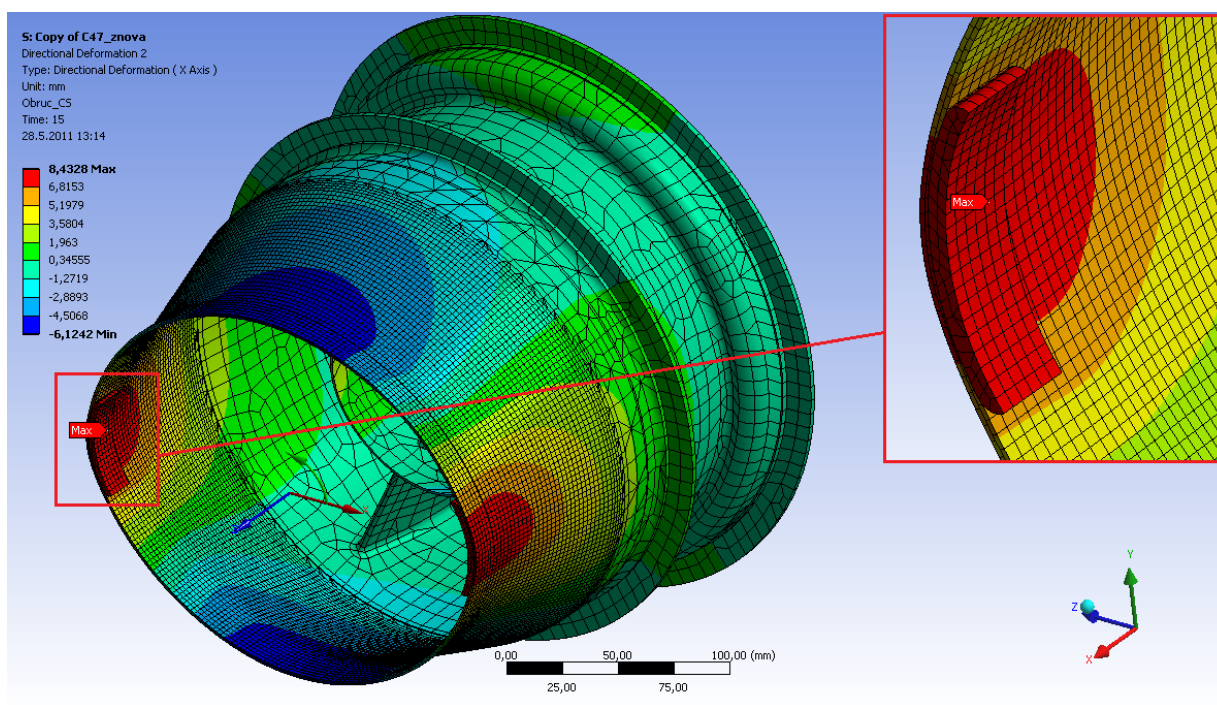 S: Copy of C47_znova
Directional Deformation 2
Type: Directional Deformation ( X Axis )
Unit: mm
Obruc_CS
Time: 15
28.5.2011 13:14
8,4328 Max
6,8153
5,1979
3,5804
1,963
0,34555
-1,2719
-2,8893
-4,5068
-6,1242 Min
Max
Max
X
Y
Z
X
0,00
50,00
100,00 (mm)
25,00
75,00